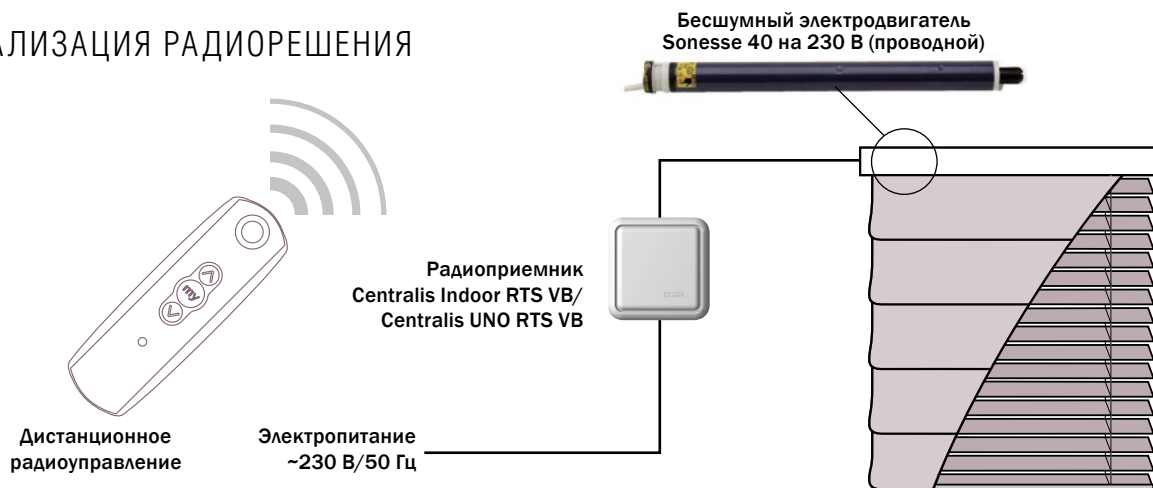 АЛИЗАЦИЯ РАДИОРЕШЕНИЯ
Бесшумный электродвигатель
Sonesse 40 на 230 В (проводной)
Радиоприемник
Centralis Indoor RTS VB/
Centralis UNO RTS VB
my
Дистанционное
радиоуправление
Электропитание
~230 В/50 Гц